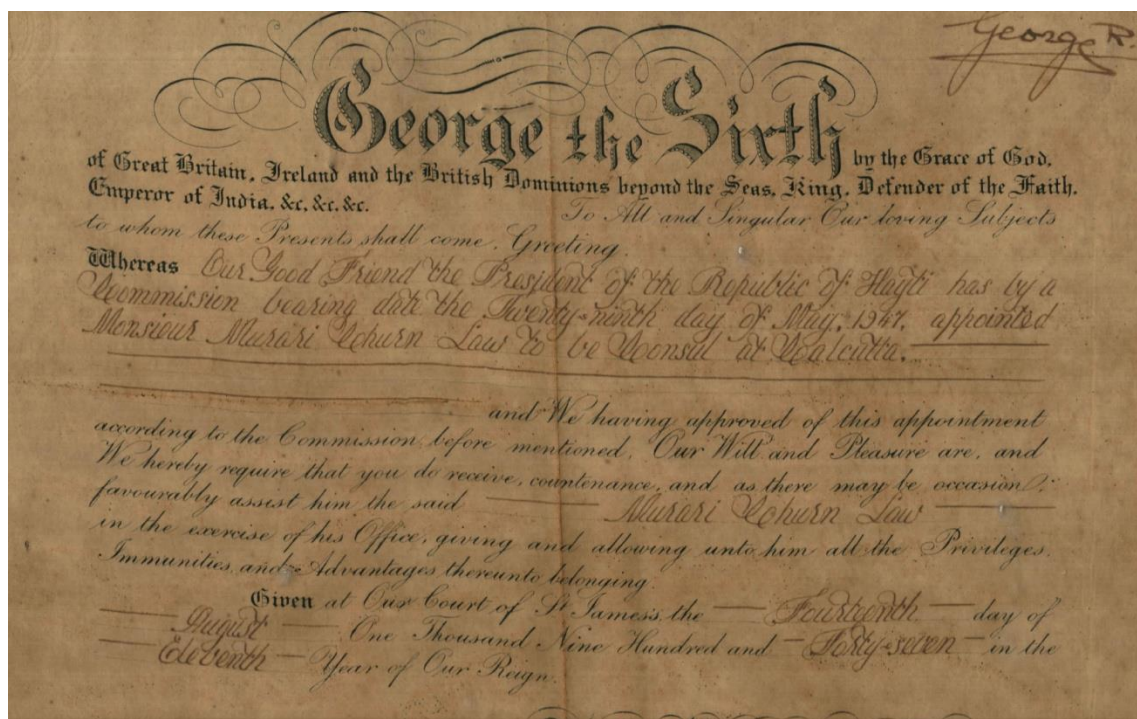 George R.
George the Sixth
by the Grace of God,
of Great Britain, Ireland and the British Dominions beyond the Seas, King, Defender of the Faith,
Emperor of India, &c, &c, &c. To All and Singular Our loving Subjects
to whom these Presents shall come, Greeting.
Whereas Our Good Friend the President of the Republic of Hayti has by a
Commission bearing date the Twenty-ninth day of May, 1947, appointed
Monsieur Murari Churn Law to be Consul at Calcutta.
and We having approved of this appointment
according to the Commission before mentioned, Our Will and Pleasure are, and
We hereby require that you do receive, countenance, and as there may be occasion,
favourably assist him the said Murari Churn Law
in the exercise of his Office, giving and allowing unto him all the Privileges,
Immunities and Advantages thereunto belonging.
Given at Our Court of St James's the Fourteenth day of
August One Thousand Nine Hundred and Forty-seven in the
Eleventh Year of Our Reign.